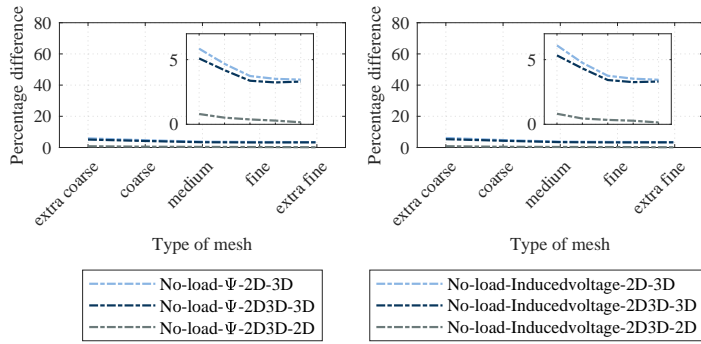 80
60
40
20
0
Percentage difference
5
0
extra coarse
coarse
medium
fine
extra fine
Type of mesh
No-load-Ψ-2D-3D
No-load-Ψ-2D3D-3D
No-load-Ψ-2D3D-2D
80
60
40
20
0
Percentage difference
5
0
extra coarse
coarse
medium
fine
extra fine
Type of mesh
No-load-Inducedvoltage-2D-3D
No-load-Inducedvoltage-2D3D-3D
No-load-Inducedvoltage-2D3D-2D